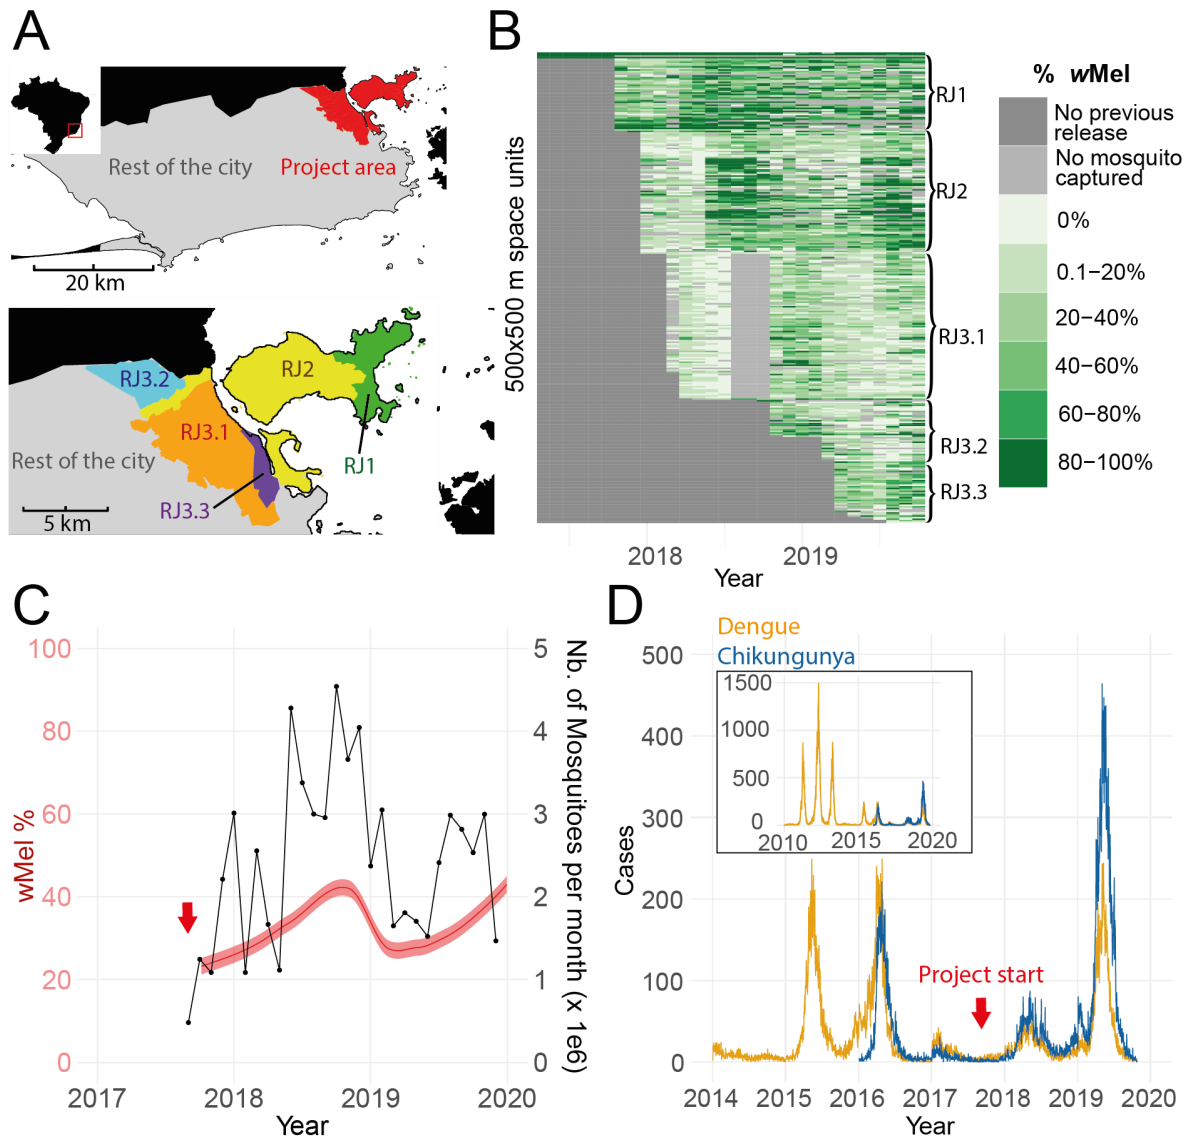 A
Rest of the city
Project area
20 km
RJ3.2
RJ2
RJ3.1
Rest of the city
RJ1
RJ3.3
5 km
B
500x500 m space units
RJ1
RJ2
RJ3.1
RJ3.2
RJ3.3
2018
2019
Year
% wMel
No previous
release
No mosquito
captured
0%
0.1−20%
20−40%
40−60%
60−80%
80−100%
C
wMel %
100
80
60
40
20
0
5
4
3
2
1
0
Nb. of Mosquitoes per month (x 1e6)
2017
2018
2019
2020
Year
D
Dengue
Chikungunya
Cases
500
400
300
200
100
0
1500
1000
500
0
2010
2015
2020
Project start
2014
2015
2016
2017
2018
2019
2020
Year